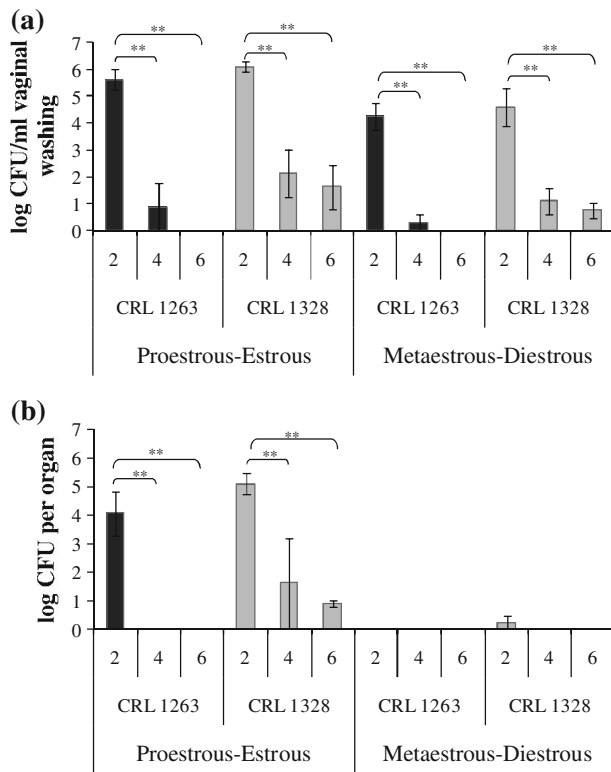 (a)
log CFU/ml vaginal
washing
7
6
5
4
3
2
1
0
** ** ** ** ** ** ** **
2 4 6 2 4 6 2 4 6 2 4 6
CRL 1263 CRL 1328 CRL 1263 CRL 1328
Proestrous-Estrous Metaestrous-Diestrous
(b)
log CFU per organ
7
6
5
4
3
2
1
0
** ** ** **
2 4 6 2 4 6 2 4 6 2 4 6
CRL 1263 CRL 1328 CRL 1263 CRL 1328
Proestrous-Estrous Metaestrous-Diestrous